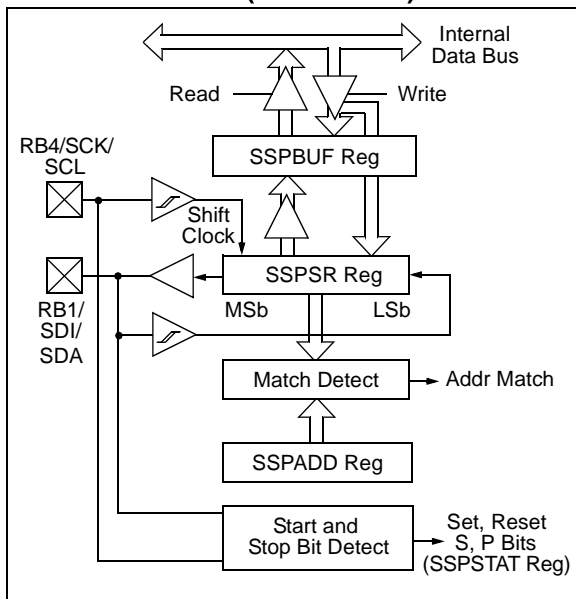 Internal
Data Bus
Read
Write
RB4/SCK/
SCL
SSPBUF Reg
Shift
Clock
SSPSR Reg
MSb
LSb
RB1/
SDI/
SDA
Match Detect
Addr Match
SSPADD Reg
Start and
Stop Bit Detect
Set, Reset
S, P Bits
(SSPSTAT Reg)